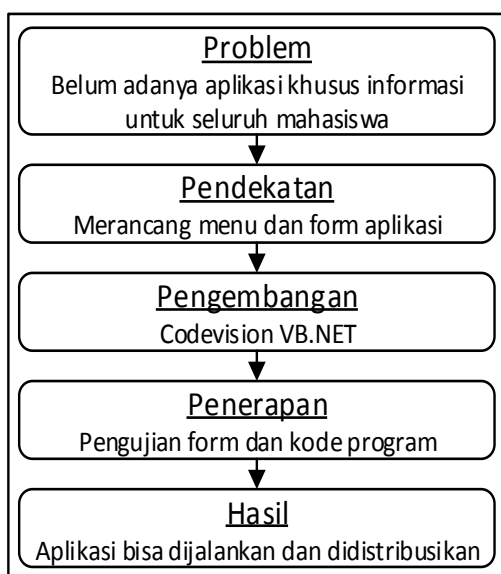 Problem
Belum adanya aplikasi khusus informasi
untuk seluruh mahasiswa
Pendekatan
Merancang menu dan form aplikasi
Pengembangan
Codevision VB.NET
Penerapan
Pengujian form dan kode program
Hasil
Aplikasi bisa dijalankan dan didistribusikan